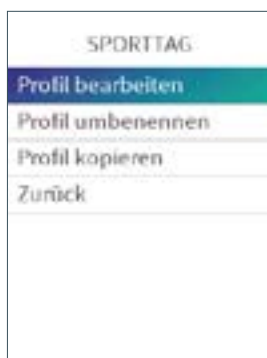 SPORTTAG
Profil bearbeiten
Profil umbenennen
Profil kopieren
Zurück